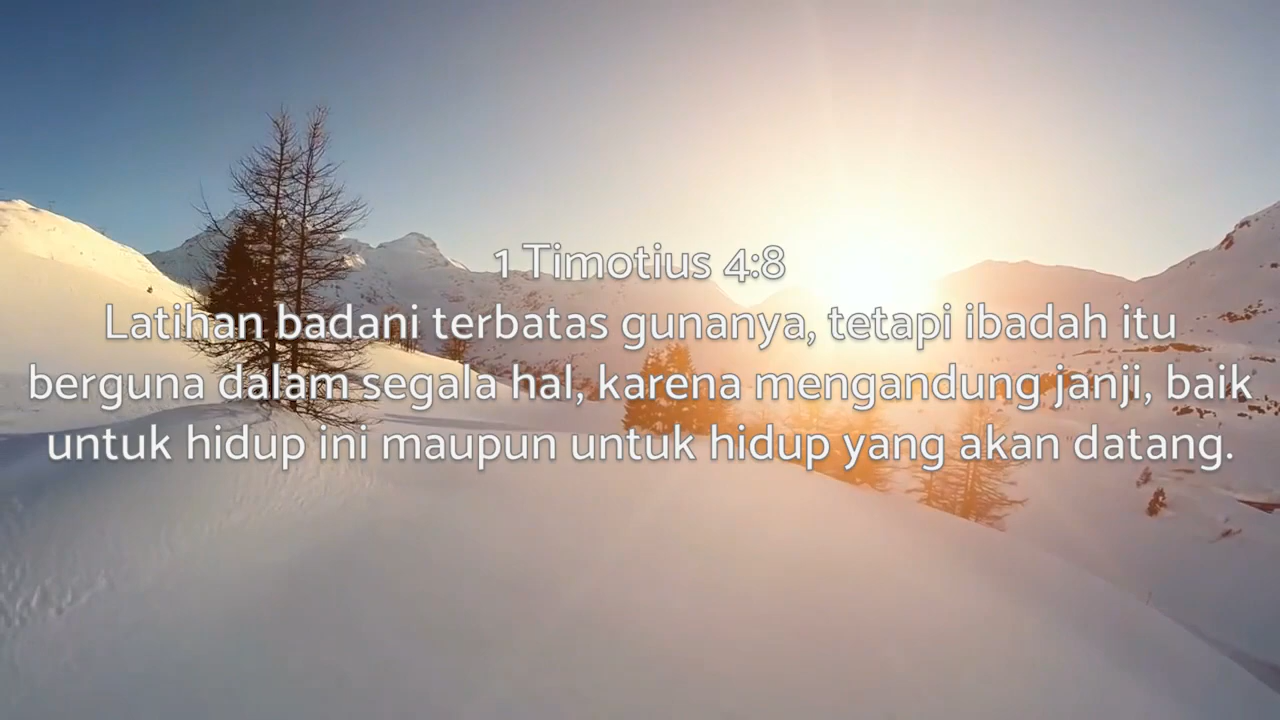 1 Timotius 4:8
Latihan badani terbatas gunanya, tetapi ibadah itu
berguna dalam segala hal, karena mengandung janji, baik
untuk hidup ini maupun untuk hidup yang akan datang.